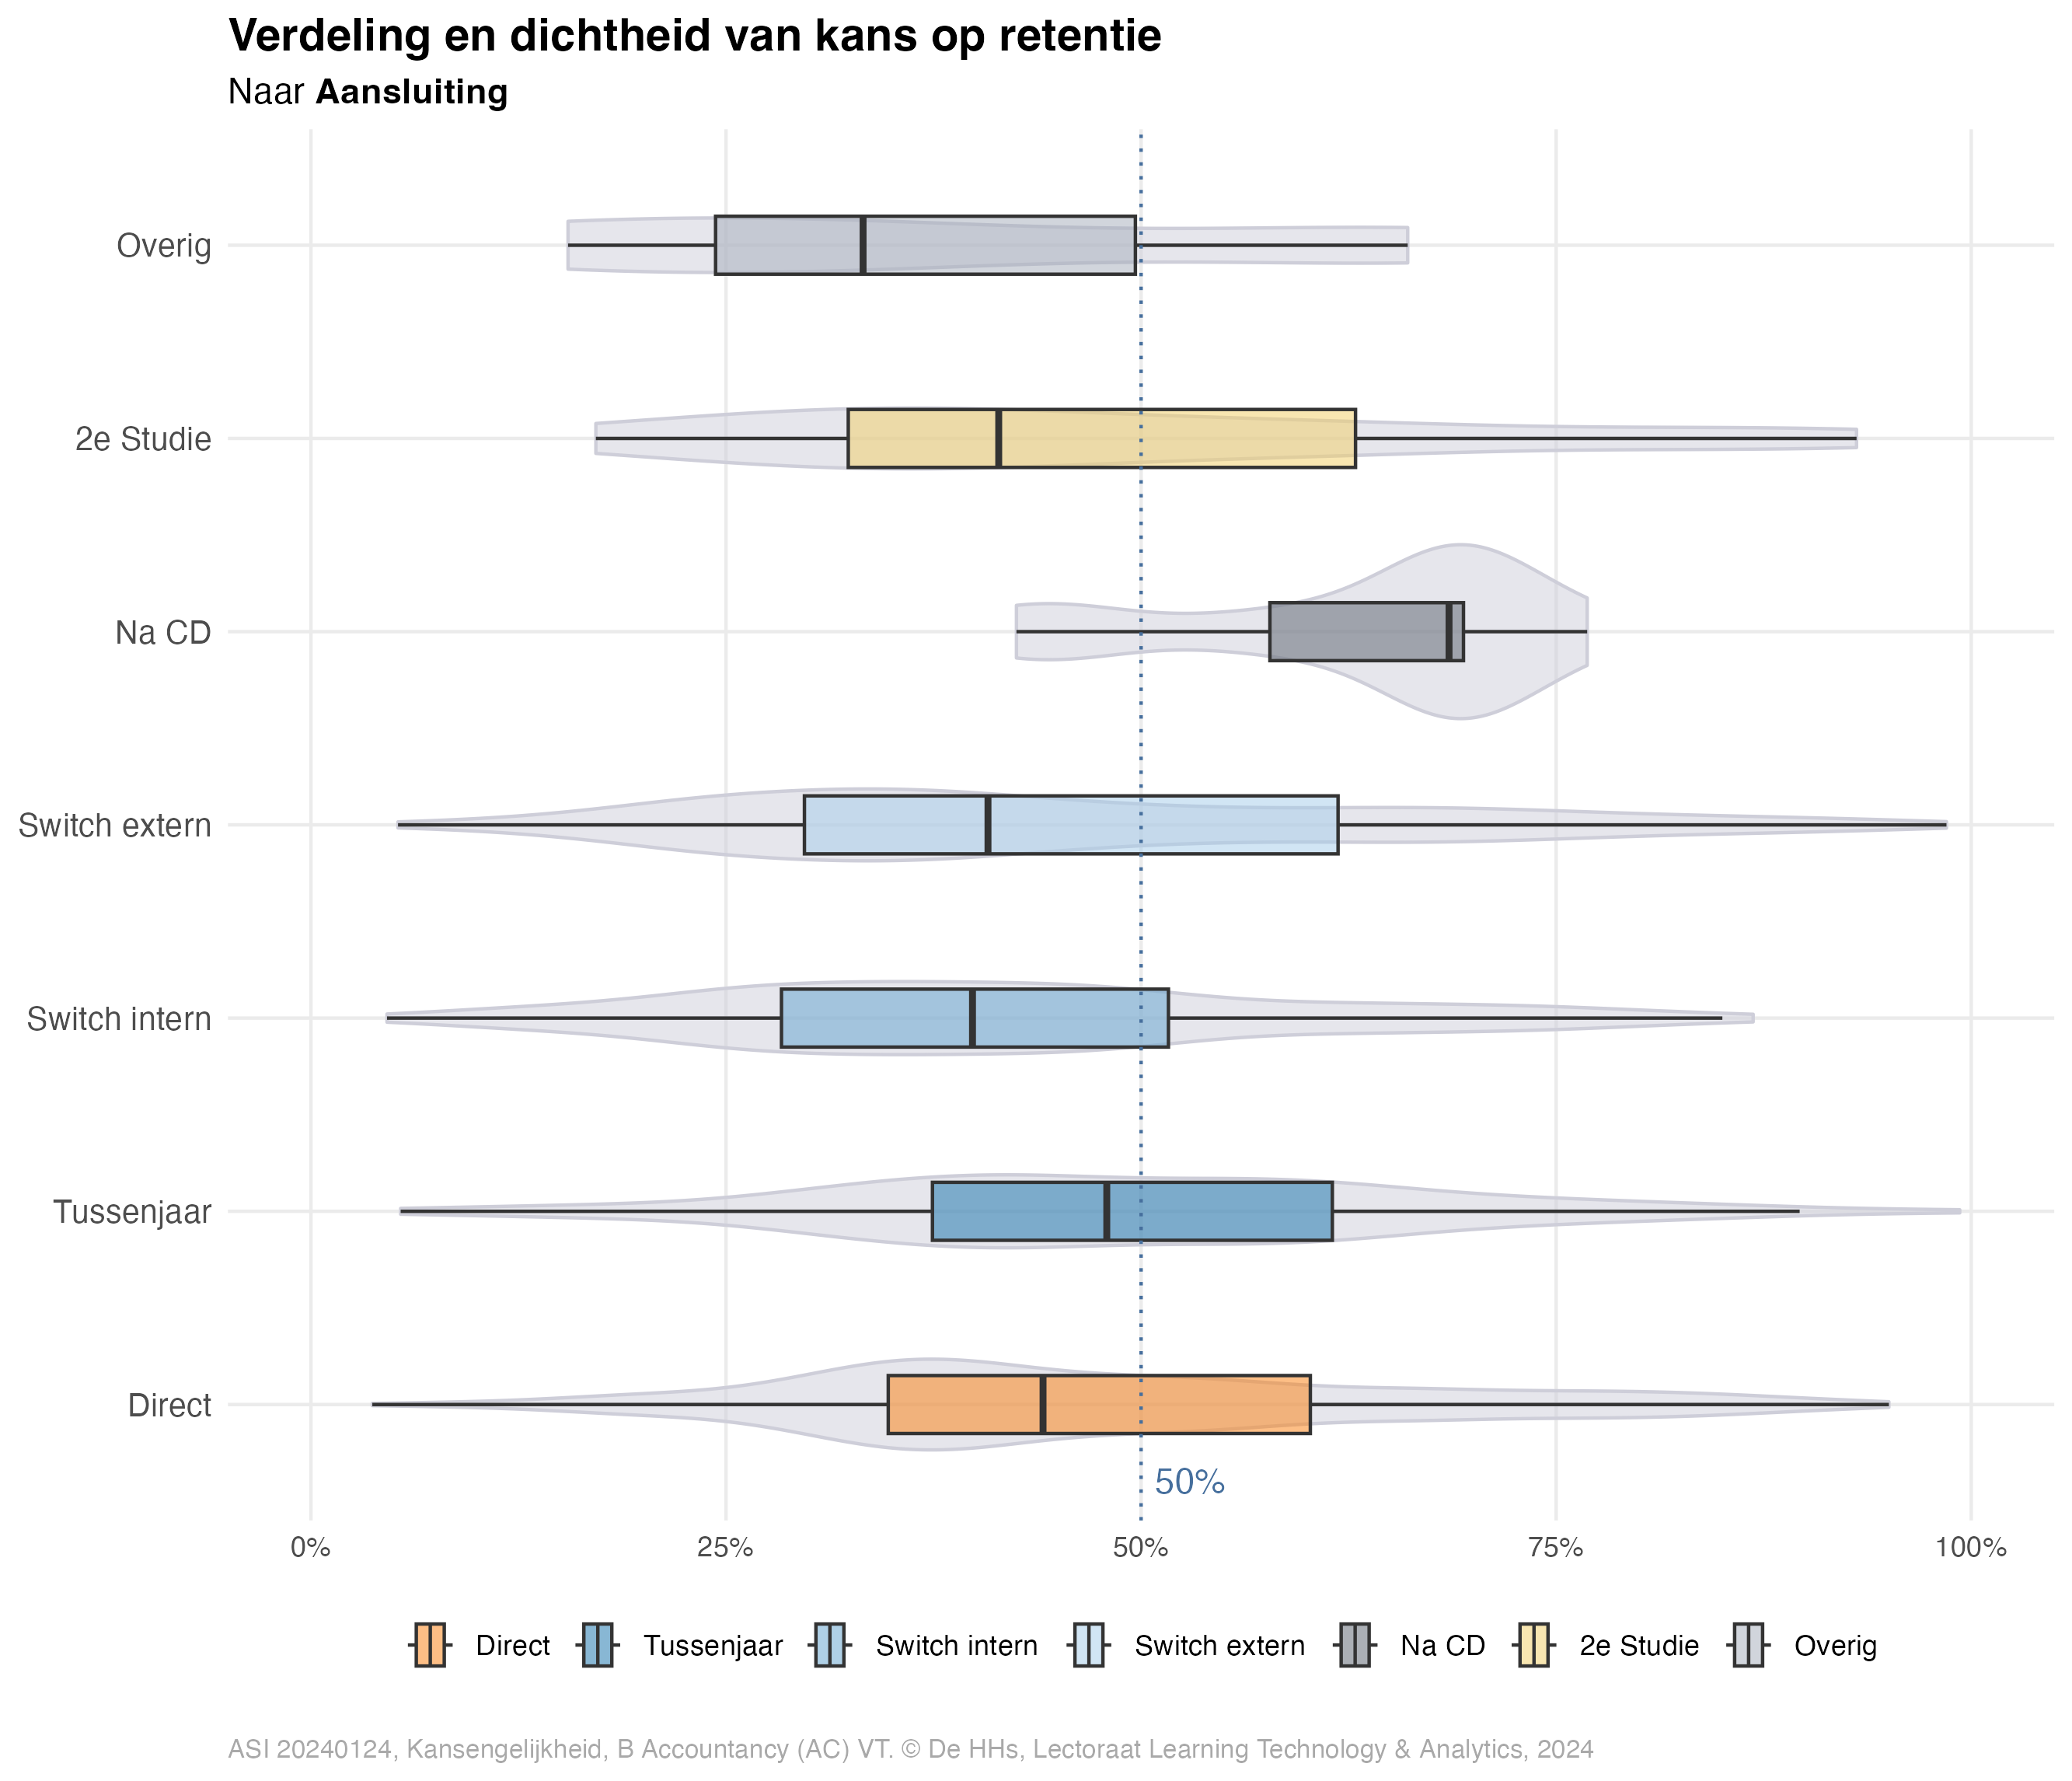 Verdeling en dichtheid van kans op retentie
Naar Aansluiting
Overig
2e Studie
Na CD
Switch extern
Switch intern
Tussenjaar
Direct
50%
0% 25% 50% 75% 100%
Direct Tussenjaar Switch intern Switch extern Na CD 2e Studie Overig
ASI 20240124, Kansengelijkheid, B Accountancy (AC) VT. © De HHs, Lectoraat Learning Technology & Analytics, 2024